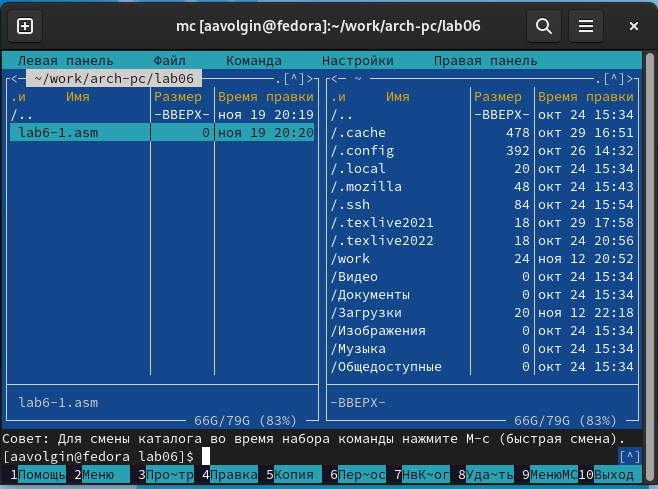 mc [aavolgin@fedora]:~/work/arch-pc/lab06
Левая панель Файл Команда Настройки Правая панель
<— ~/work/arch-pc/lab06 .[^]> <— ~ .[^]>
.и Имя Размер Время правки .и Имя Размер Время правки
/.. -ВВЕРХ- ноя 19 20:19 /.. -ВВЕРХ- окт 24 15:34
lab6-1.asm 0 ноя 19 20:20 /.cache 478 окт 29 16:51
/.config 392 окт 26 14:32
/.local 20 окт 24 15:34
/.mozilla 48 окт 24 15:43
/.ssh 84 окт 24 15:54
/.texlive2021 18 окт 29 17:58
/.texlive2022 18 окт 24 20:56
/work 24 ноя 12 20:52
/Видео 0 окт 24 15:34
/Документы 0 окт 24 15:34
/Загрузки 20 ноя 12 22:18
/Изображения 0 окт 24 15:34
/Музыка 0 окт 24 15:34
/Общедоступные 0 окт 24 15:34
lab6-1.asm -ВВЕРХ-
66G/79G (83%) 66G/79G (83%)
Совет: Для смены каталога во время набора команды нажмите M-c (быстрая смена).
[aavolgin@fedora lab06]$ [^]
1Помощь 2Меню 3Про~тр 4Правка 5Копия 6Пер~ос 7НвК~ог 8Уда~ть 9МенюMC 10Выход